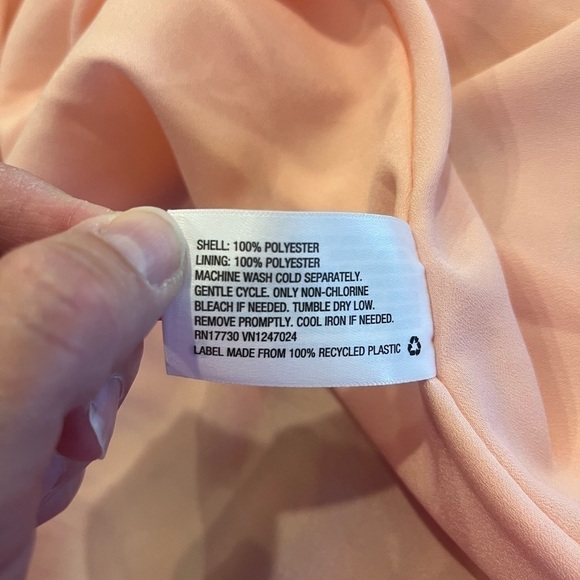 SHELL: 100% POLYESTER
LINING: 100% POLYESTER
MACHINE WASH COLD SEPARATELY.
GENTLE CYCLE. ONLY NON-CHLORINE
BLEACH IF NEEDED. TUMBLE DRY LOW.
REMOVE PROMPTLY. COOL IRON IF NEEDED.
RN17730 VN1247024
LABEL MADE FROM 100% RECYCLED PLASTIC